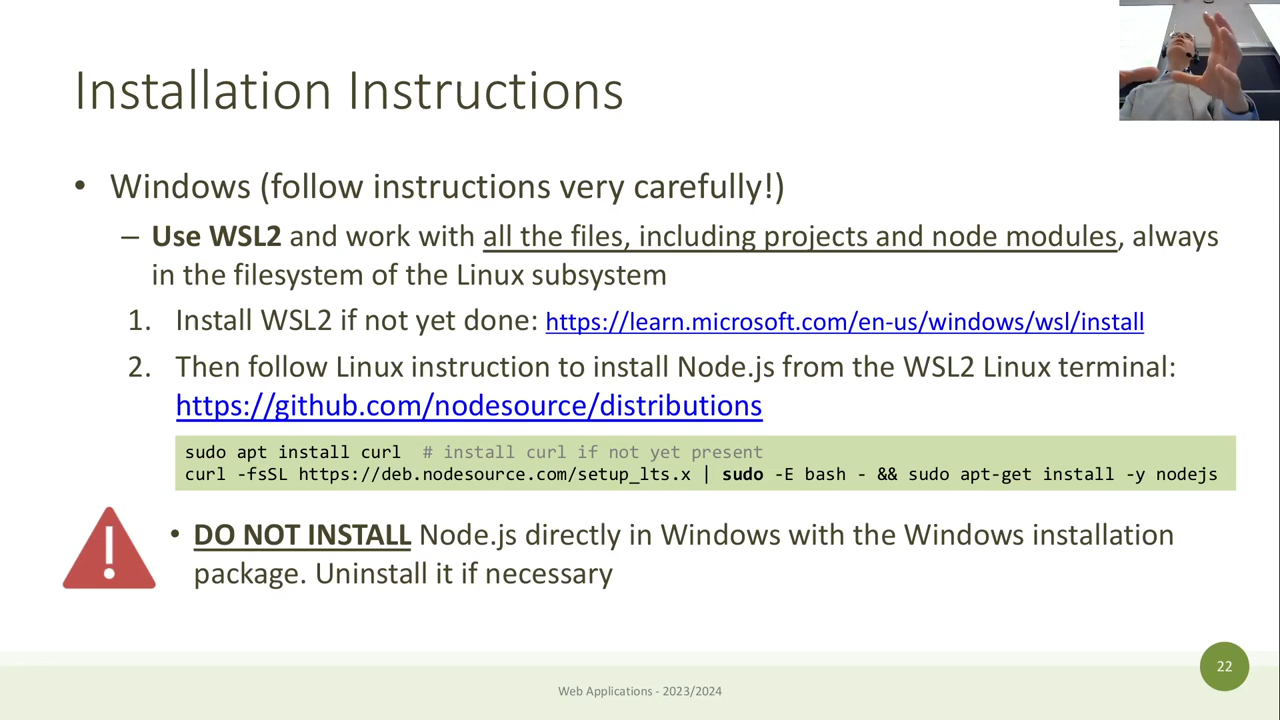 Installation Instructions
• Windows (follow instructions very carefully!)
– Use WSL2 and work with all the files, including projects and node modules, always
in the filesystem of the Linux subsystem
1. Install WSL2 if not yet done: https://learn.microsoft.com/en-us/windows/wsl/install
2. Then follow Linux instruction to install Node.js from the WSL2 Linux terminal:
https://github.com/nodesource/distributions
sudo apt install curl # install curl if not yet present
curl -fsSL https://deb.nodesource.com/setup_lts.x | sudo -E bash - && sudo apt-get install -y nodejs
• DO NOT INSTALL Node.js directly in Windows with the Windows installation
package. Uninstall it if necessary
22
Web Applications - 2023/2024